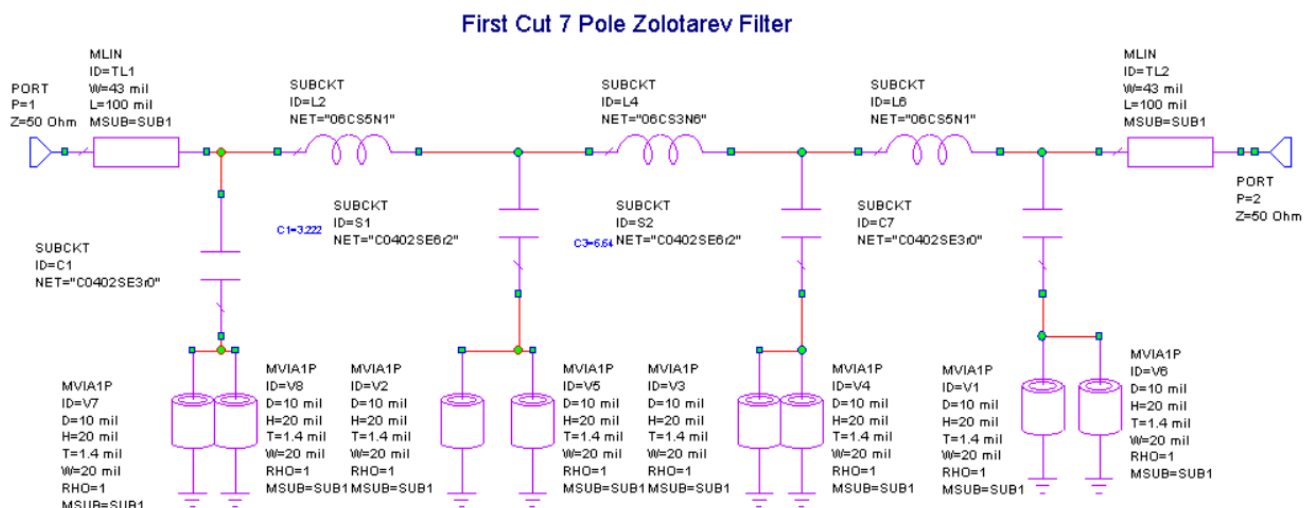 First Cut 7 Pole Zolotarev Filter
PORT
P=1
Z=50 Ohm
MLIN
ID=TL1
W=43 mil
L=100 mil
MSUB=SUB1
SUBCKT
ID=L2
NET="06CS5N1"
SUBCKT
ID=L4
NET="06CS3N6"
SUBCKT
ID=L6
NET="06CS5N1"
MLIN
ID=TL2
W=43 mil
L=100 mil
MSUB=SUB1
PORT
P=2
Z=50 Ohm
SUBCKT
ID=C1
NET="C0402SE3r0"
C1=3.222
SUBCKT
ID=S1
NET="C0402SE6r2"
C3=6.64
SUBCKT
ID=S2
NET="C0402SE6r2"
SUBCKT
ID=C7
NET="C0402SE3r0"
MVIA1P
ID=V7
D=10 mil
H=20 mil
T=1.4 mil
W=20 mil
RHO=1
MSUB=SUB1
MVIA1P
ID=V8
D=10 mil
H=20 mil
T=1.4 mil
W=20 mil
RHO=1
MSUB=SUB1
MVIA1P
ID=V2
D=10 mil
H=20 mil
T=1.4 mil
W=20 mil
RHO=1
MSUB=SUB1
MVIA1P
ID=V5
D=10 mil
H=20 mil
T=1.4 mil
W=20 mil
RHO=1
MSUB=SUB1
MVIA1P
ID=V3
D=10 mil
H=20 mil
T=1.4 mil
W=20 mil
RHO=1
MSUB=SUB1
MVIA1P
ID=V4
D=10 mil
H=20 mil
T=1.4 mil
W=20 mil
RHO=1
MSUB=SUB1
MVIA1P
ID=V1
D=10 mil
H=20 mil
T=1.4 mil
W=20 mil
RHO=1
MSUB=SUB1
MVIA1P
ID=V6
D=10 mil
H=20 mil
T=1.4 mil
W=20 mil
RHO=1
MSUB=SUB1